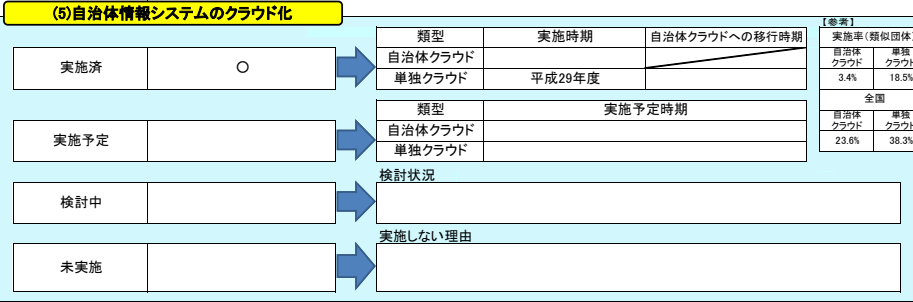 (5)自治体情報システムのクラウド化
【参考】
類型 実施時期 自治体クラウドへの移行時期
実施率(類似団体)
実施済 ○
自治体クラウド
自治体クラウド 単独クラウド
単独クラウド 平成29年度
3.4% 18.5%
全国
類型 実施予定時期
自治体クラウド 単独クラウド
実施予定
自治体クラウド
23.6% 38.3%
単独クラウド
検討状況
検討中
実施しない理由
未実施